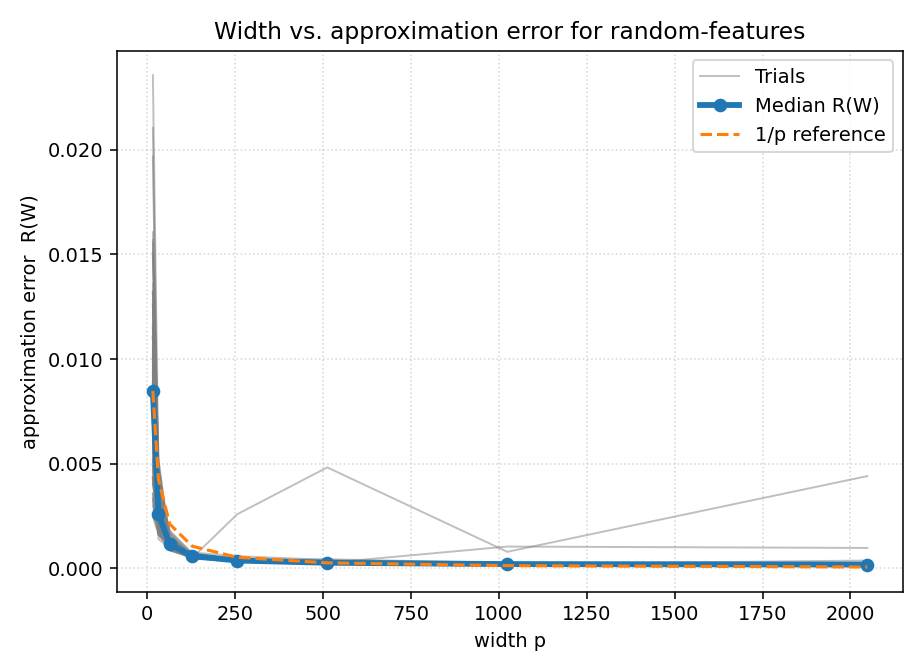 Width vs. approximation error for random-features
Trials
Median R(W)
1/p reference
approximation error  R(W)
0.020
0.015
0.010
0.005
0.000
0 250 500 750 1000 1250 1500 1750 2000
width p